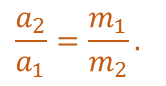 a₂/a₁ = m₁/m₂.